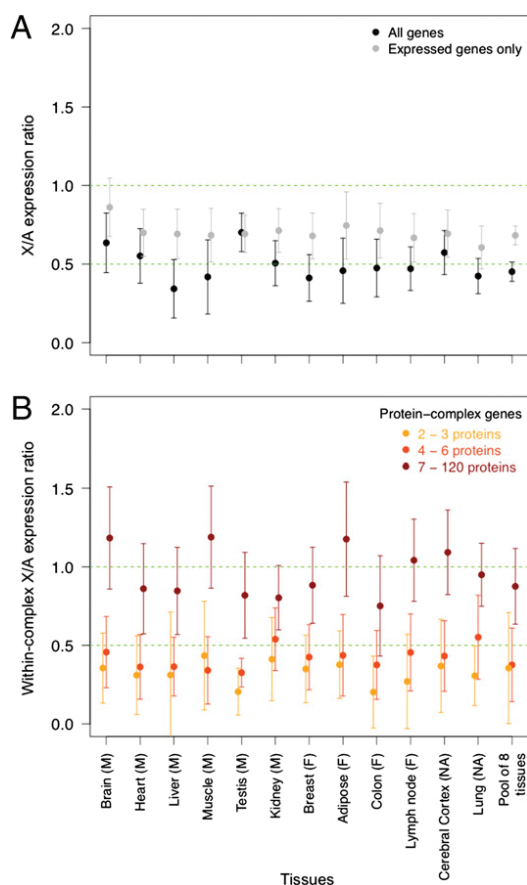 A
2.0
1.5
1.0
0.5
0.0
X/A expression ratio
All genes
Expressed genes only
B
2.0
1.5
1.0
0.5
0.0
Within-complex X/A expression ratio
Protein-complex genes
2 – 3 proteins
4 – 6 proteins
7 – 120 proteins
Brain (M)
Heart (M)
Liver (M)
Muscle (M)
Testis (M)
Kidney (M)
Breast (F)
Adipose (F)
Colon (F)
Lymph node (F)
Cerebral Cortex (NA)
Lung (NA)
Pool of 8
tissues
Tissues